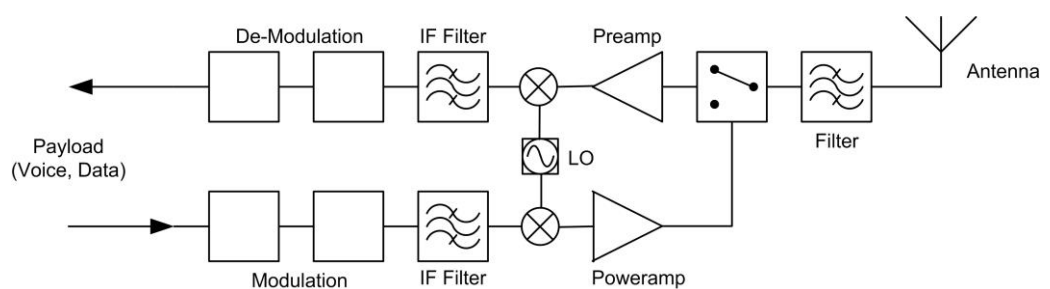 De-Modulation
IF Filter
Preamp
Antenna
Filter
Payload
(Voice, Data)
LO
Modulation
IF Filter
Poweramp